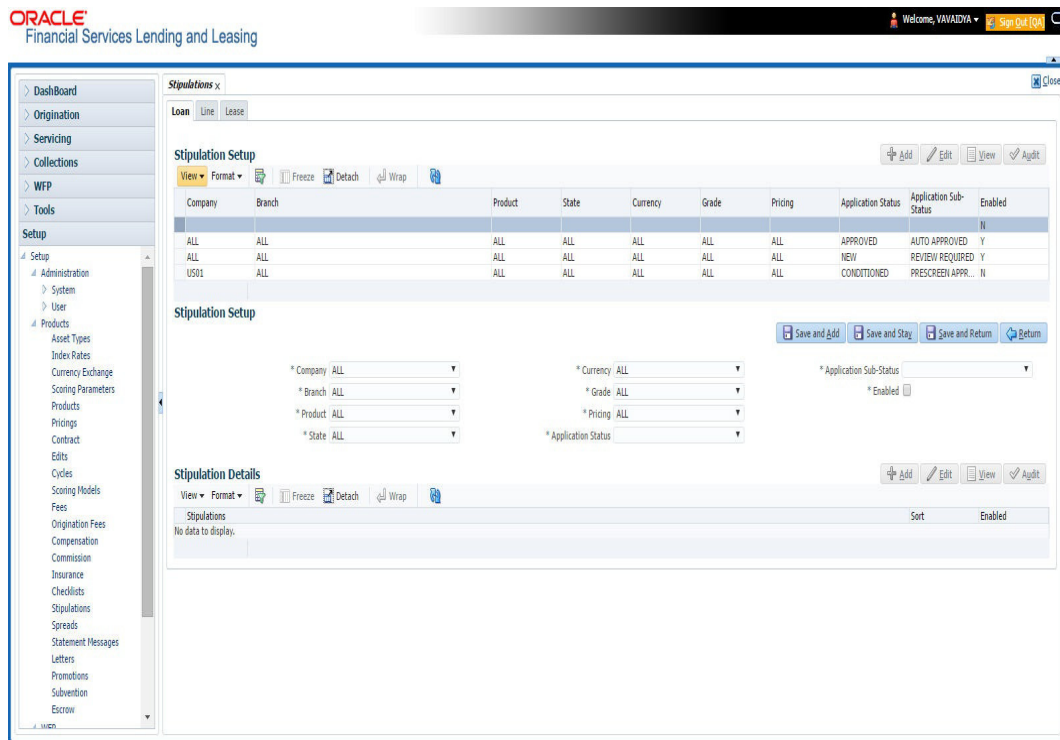 ORACLE
Financial Services Lending and Leasing
Welcome, VAVAIDYA
Sign Out [QA
DashBoard
Origination
Servicing
Collections
WFP
Tools
Setup
Setup
Administration
System
User
Products
Asset Types
Index Rates
Currency Exchange
Scoring Parameters
Products
Pricings
Contract
Edits
Cycles
Scoring Models
Fees
Origination Fees
Compensation
Commission
Insurance
Checklists
Stipulations
Spreads
Statement Messages
Letters
Promotions
Subvention
Escrow
WFP
Stipulations x
Close
Loan Line Lease
Stipulation Setup
Add Edit View Audit
View Format Freeze Detach Wrap
Company Branch Product State Currency Grade Pricing Application Status Application Sub-Status Enabled
N
ALL ALL ALL ALL ALL ALL ALL APPROVED AUTO APPROVED Y
ALL ALL ALL ALL ALL ALL ALL NEW REVIEW REQUIRED Y
US01 ALL ALL ALL ALL ALL ALL CONDITIONED PRESCREEN APPR... N
Stipulation Setup
Save and Add Save and Stay Save and Return Return
* Company ALL * Currency ALL * Application Sub-Status
* Branch ALL * Grade ALL * Enabled
* Product ALL * Pricing ALL
* State ALL * Application Status
Stipulation Details
Add Edit View Audit
View Format Freeze Detach Wrap
Stipulations Sort Enabled
No data to display.